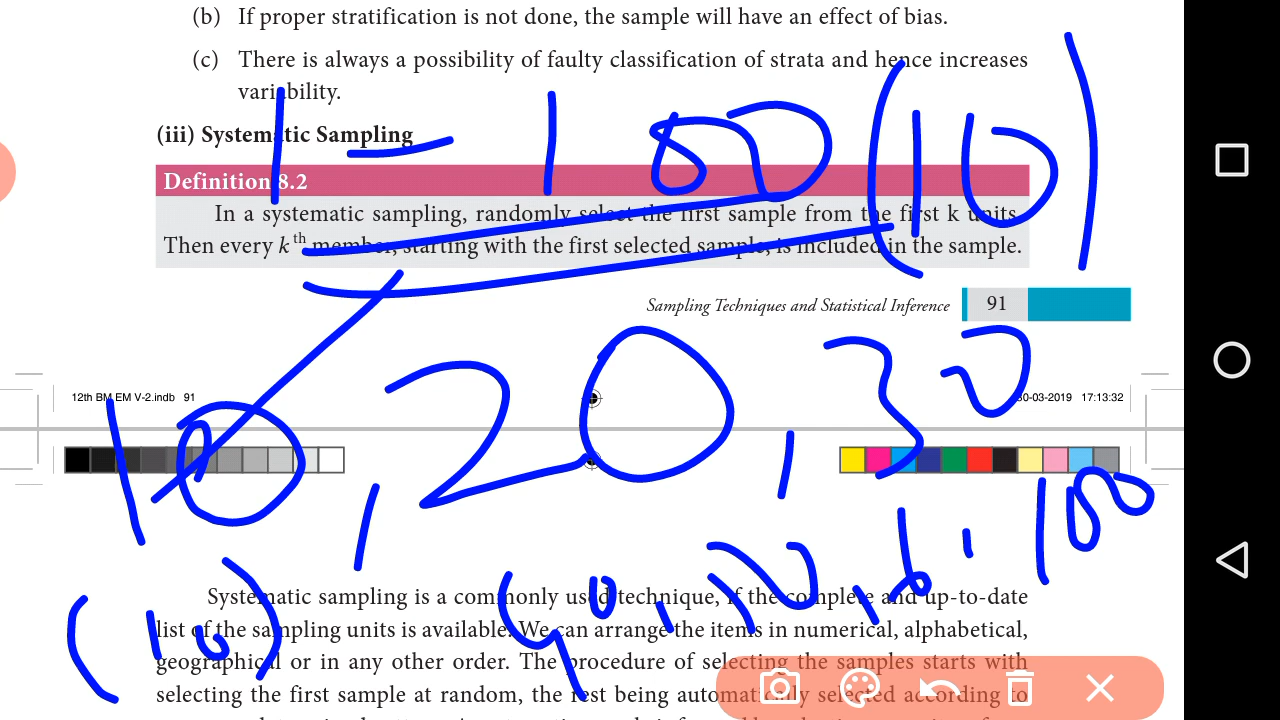 (b) If proper stratification is not done, the sample will have an effect of bias.
(c) There is always a possibility of faulty classification of strata and hence increases
variability.
(iii) Systematic Sampling
1 - 100 (10)
Definition 8.2
In a systematic sampling, randomly select the first sample from the first k units.
Then every kth member, starting with the first selected sample, is included in the sample.
Sampling Techniques and Statistical Inference 91
12th BM EM V-2.indb 91
30-03-2019 17:13:32
10, 20, 30
(10)
100
Systematic sampling is a commonly used technique, if the complete and up-to-date
list of the sampling units is available. We can arrange the items in numerical, alphabetical,
geographical or in any other order. The procedure of selecting the samples starts with
selecting the first sample at random, the rest being automatically selected according to